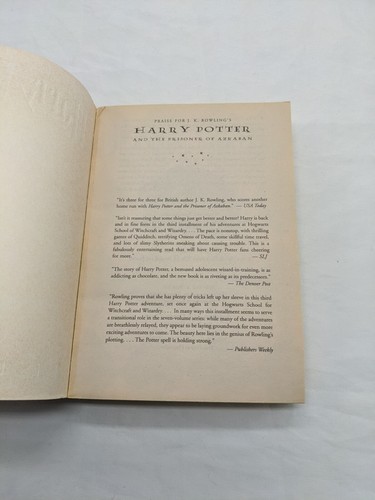 PRAISE FOR J. K. ROWLING'S
HARRY POTTER
AND THE PRISONER OF AZKABAN
"It's three for three for British author J. K. Rowling, who scores another
home run with Harry Potter and the Prisoner of Azkaban." — USA Today
"Isn't it reassuring that some things just get better and better? Harry is back
and in fine form in the third installment of his adventures at Hogwarts
School of Witchcraft and Wizardry. . . . The pace is nonstop, with thrilling
games of Quidditch, terrifying Omens of Death, some skillful time travel,
and lots of slimy Slytherins sneaking about causing trouble. This is a
fabulously entertaining read that will have Harry Potter fans cheering
for more." — SLJ
"The story of Harry Potter, a bespectacled adolescent wizard-in-training, is as
addicting as chocolate, and the new book is as riveting as its predecessors."
— The Denver Post
"Rowling proves that she has plenty of tricks left up her sleeve in this third
Harry Potter adventure, set once again at the Hogwarts School for
Witchcraft and Wizardry. . . . In many ways this installment seems to serve
a transitional role in the seven-volume series: while many of the adventures
are breathlessly relayed, they appear to be laying groundwork for even more
exciting adventures to come. The beauty here lies in the genius of Rowling's
plotting. . . . The Potter spell is holding strong."
— Publishers Weekly